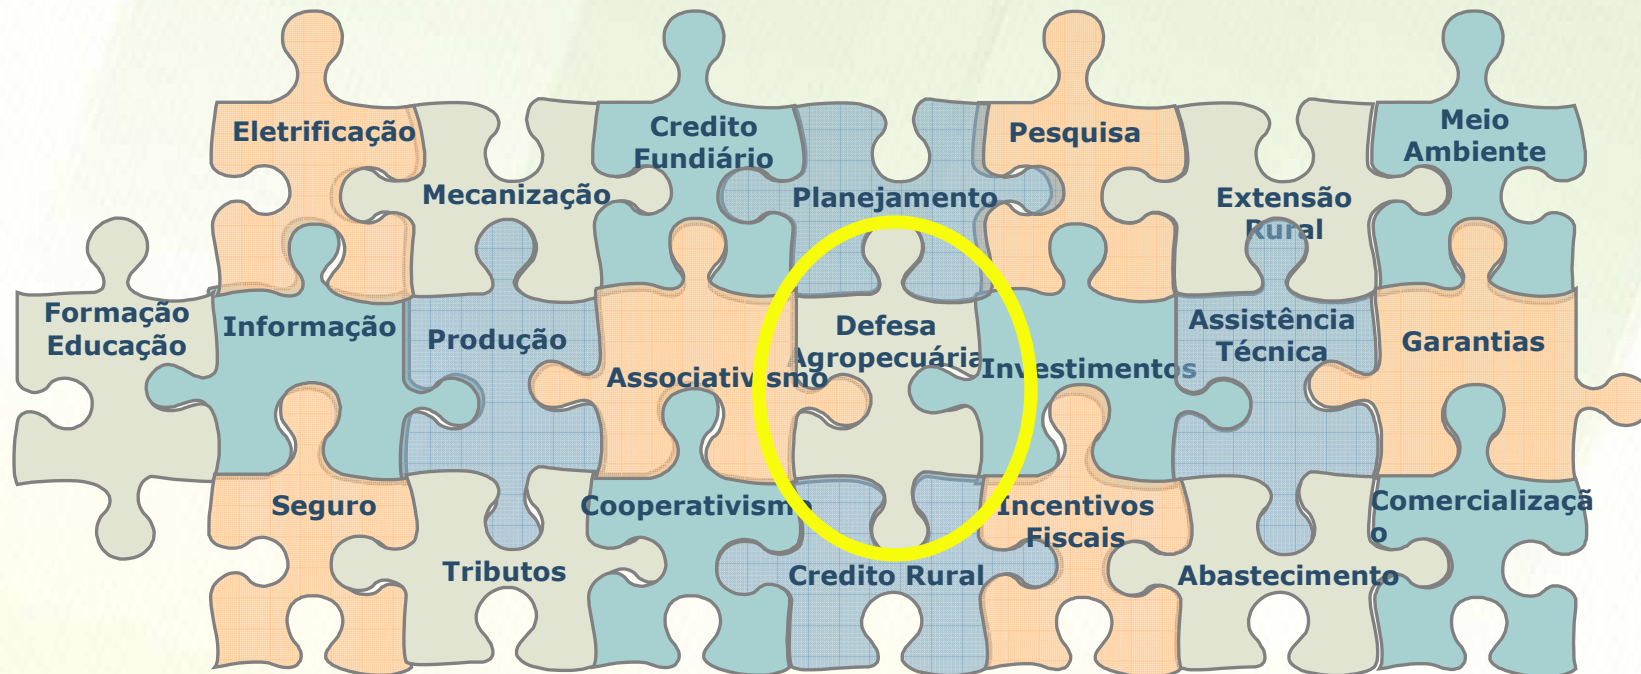 Eletrificação
Mecanização
Credito
Fundiário
Planejamento
Pesquisa
Extensão
Rural
Meio
Ambiente
Formação
Educação
Informação
Produção
Associativismo
Defesa
Agropecuária
Investimentos
Assistência
Técnica
Garantias
Seguro
Tributos
Cooperativismo
Credito Rural
Incentivos
Fiscais
Abastecimento
Comercializaçã
o